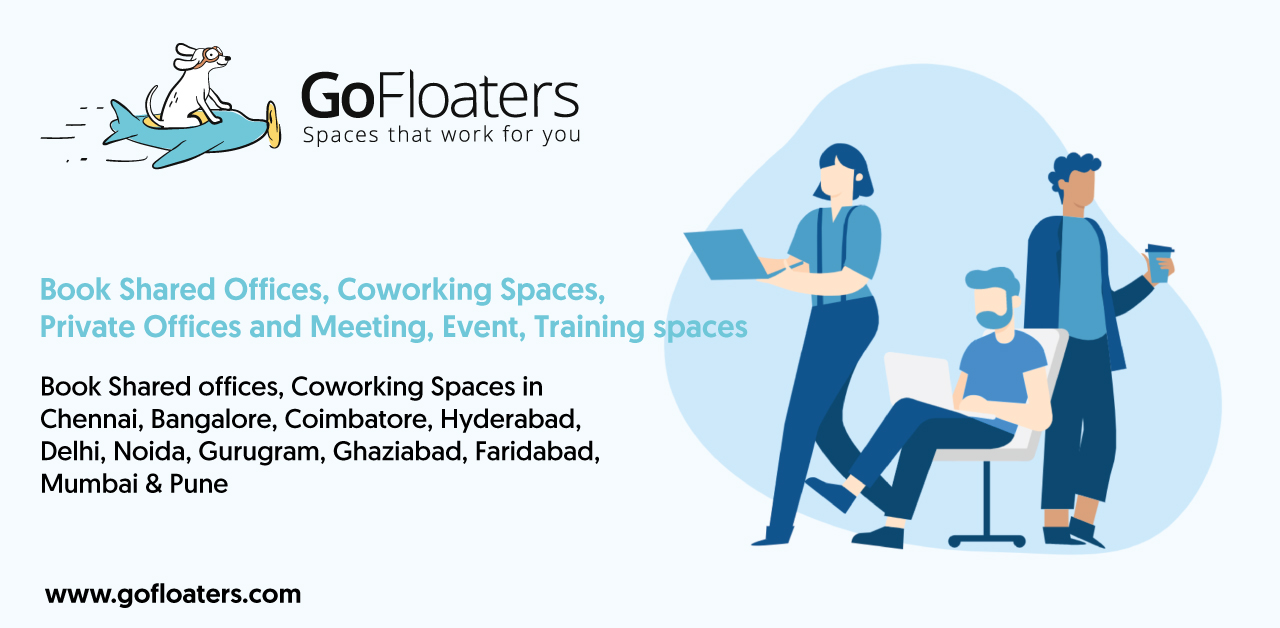 GoFloaters
Spaces that work for you
Book Shared Offices, Coworking Spaces,
Private Offices and Meeting, Event, Training spaces
Book Shared offices, Coworking Spaces in
Chennai, Bangalore, Coimbatore, Hyderabad,
Delhi, Noida, Gurugram, Ghaziabad, Faridabad,
Mumbai & Pune
www.gofloaters.com